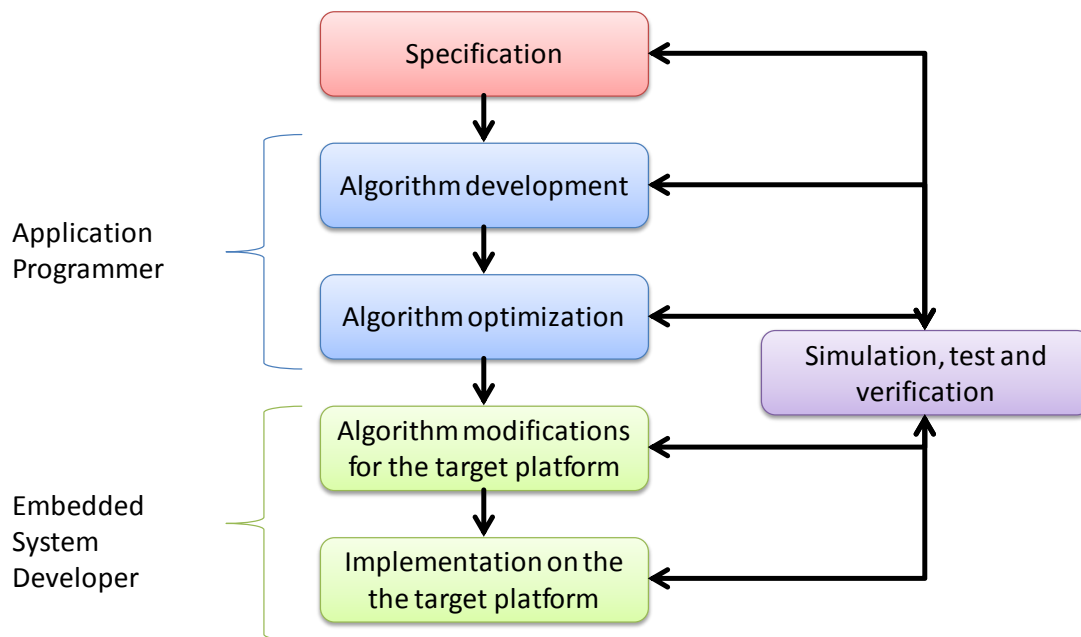 Specification
Algorithm development
Application
Programmer
Algorithm optimization
Simulation, test and
verification
Algorithm modifications
for the target platform
Embedded
System
Developer
Implementation on the
the target platform